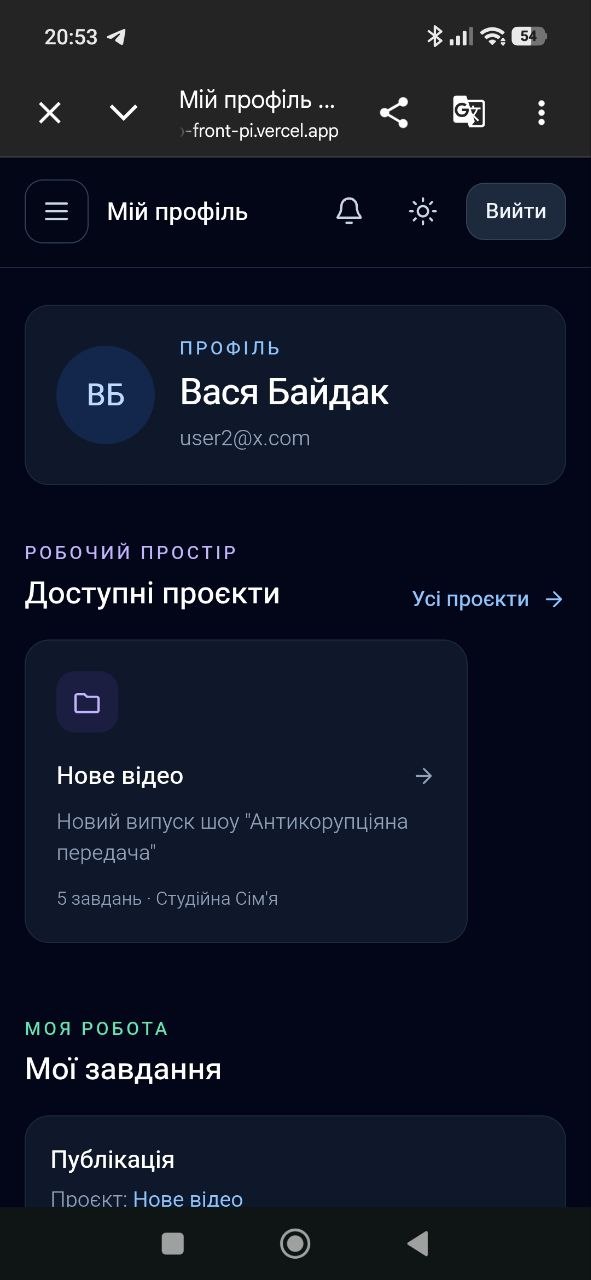 20:53
54
Мій профіль ...
-front-pi.vercel.app
Мій профіль
Вийти
ВБ
ПРОФІЛЬ
Вася Байдак
user2@x.com
РОБОЧИЙ ПРОСТІР
Доступні проєкти
Усі проєкти →
Нове відео →
Новий випуск шоу "Антикорупціяна
передача"
5 завдань · Студійна Сім'я
МОЯ РОБОТА
Мої завдання
Публікація
Проєкт: Нове відео